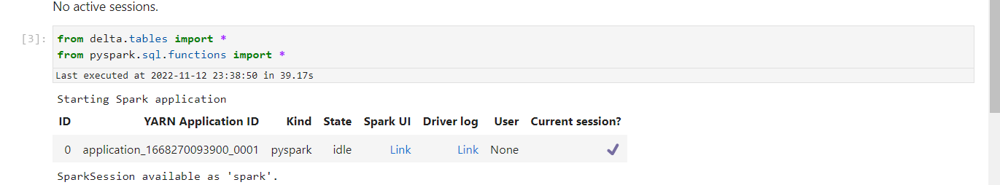 No active sessions.
[3]: from delta.tables import *
from pyspark.sql.functions import *
Last executed at 2022-11-12 23:38:50 in 39.17s
Starting Spark application
ID YARN Application ID Kind State Spark UI Driver log User Current session?
0 application_1668270093900_0001 pyspark idle Link Link None ✔
SparkSession available as 'spark'.